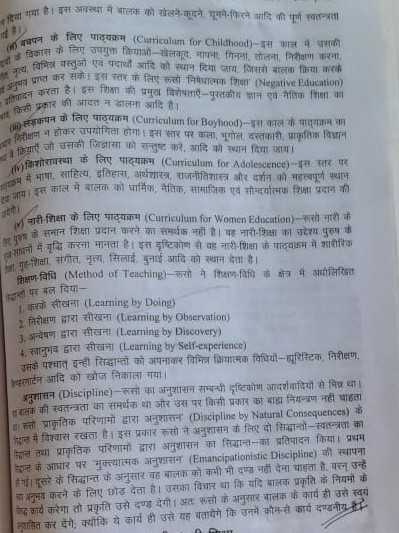 दिया गया है। इस अवस्था में बालक को खेलने-कूदने, घूमने-फिरने आदि की पूर्ण स्वतन्त्रता
गई है।
(ii) बचपन के लिए पाठ्यक्रम (Curriculum for Childhood)—इस काल में उसकी
के विकास के लिए उपयुक्त क्रियाओं—खेलकूद, नापना, गिनना, तोलना, निरीक्षण करना,
नृत्य, विभिन्न वस्तुओं एवं पदार्थों आदि को स्थान दिया जाय, जिससे बालक क्रिया करके
अनुभव प्राप्त कर सके। इस स्तर के लिए रूसो 'निषेधात्मक शिक्षा' (Negative Education)
प्रतिपादन करता है। इस शिक्षा की प्रमुख विशेषताएँ—पुस्तकीय ज्ञान एवं नैतिक शिक्षा का
किसी प्रकार की आदत न डालना आदि है।
(iii) लड़कपन के लिए पाठ्यक्रम (Curriculum for Boyhood)—इस काल के पाठ्यक्रम का
निरीक्षण न होकर उपयोगिता होगा। इस स्तर पर कला, भूगोल, दस्तकारी, प्राकृतिक विज्ञान
क्रियाएँ जो उसकी जिज्ञासा को सन्तुष्ट करे, आदि को स्थान दिया जाय।
(iv) किशोरावस्था के लिए पाठ्यक्रम (Curriculum for Adolescence)—इस स्तर पर
में भाषा, साहित्य, इतिहास, अर्थशास्त्र, राजनीतिशास्त्र और दर्शन को महत्त्वपूर्ण स्थान
जाय। इस काल में बालक को धार्मिक, नैतिक, सामाजिक एवं सौन्दर्यात्मक शिक्षा प्रदान की
(v) नारी-शिक्षा के लिए पाठ्यक्रम (Curriculum for Women Education)—रूसो नारी के
पुरुष के समान शिक्षा प्रदान करने का समर्थक नहीं है। वह नारी-शिक्षा का उद्देश्य पुरुष के
में वृद्धि करना मानता है। इस दृष्टिकोण से वह नारी-शिक्षा के पाठ्यक्रम में शारीरिक
गृह-शिक्षा, संगीत, नृत्य, सिलाई, बुनाई आदि को स्थान देता है।
शिक्षण-विधि (Method of Teaching)—रूसो ने शिक्षण-विधि के क्षेत्र में अधोलिखित
पर बल दिया—
1. करके सीखना (Learning by Doing)
2. निरीक्षण द्वारा सीखना (Learning by Observation)
3. अन्वेषण द्वारा सीखना (Learning by Discovery)
4. स्वानुभव द्वारा सीखना (Learning by Self-experience)
उसके पश्चात् इन्हीं सिद्धान्तों को अपनाकर विभिन्न क्रियात्मक विधियों—ह्यूरिस्टिक, निरीक्षण,
आदि को खोज निकाला गया।
अनुशासन (Discipline)—रूसो का अनुशासन सम्बन्धी दृष्टिकोण आदर्शवादियों से भिन्न था।
बालक की स्वतन्त्रता का समर्थक था और उस पर किसी प्रकार का बाह्य नियन्त्रण नहीं चाहता
रूसो 'प्राकृतिक परिणामों द्वारा अनुशासन' (Discipline by Natural Consequences) के
में विश्वास रखता है। इस प्रकार रूसो ने अनुशासन के लिए दो सिद्धान्तों—स्वतन्त्रता का
तथा प्राकृतिक परिणामों द्वारा अनुशासन का सिद्धान्त—का प्रतिपादन किया। प्रथम
के आधार पर 'मुक्त्यात्मक अनुशासन' (Emancipationistic Discipline) की स्थापना
गई। दूसरे के सिद्धान्त के अनुसार वह बालक को कभी भी दण्ड नहीं देना चाहता है, वरन् उन्हें
अनुभव करने के लिए छोड़ देता है। उसका विचार था कि यदि बालक प्रकृति के नियमों के
कार्य करेगा तो प्रकृति उसे दण्ड देगी। अतः रूसो के अनुसार बालक के कार्य ही उसे स्वयं
कर देंगे; क्योंकि ये कार्य ही उसे यह बतायेंगे कि उनमें कौन-से कार्य दण्डनीय हैं।